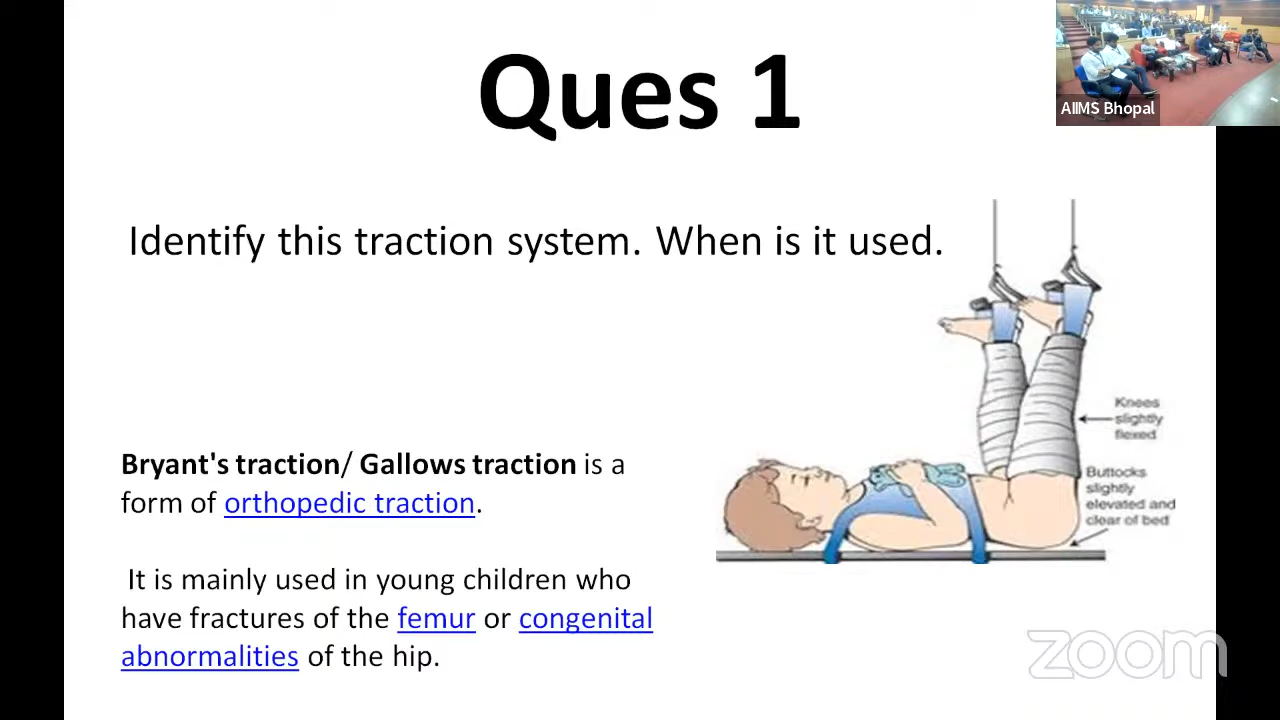 Ques 1
AIIMS Bhopal
Identify this traction system. When is it used.
Knees
slightly
flexed
Buttocks
slightly
elevated and
clear of bed
Bryant's traction/ Gallows traction is a
form of orthopedic traction.
It is mainly used in young children who
have fractures of the femur or congenital
abnormalities of the hip.
zoom